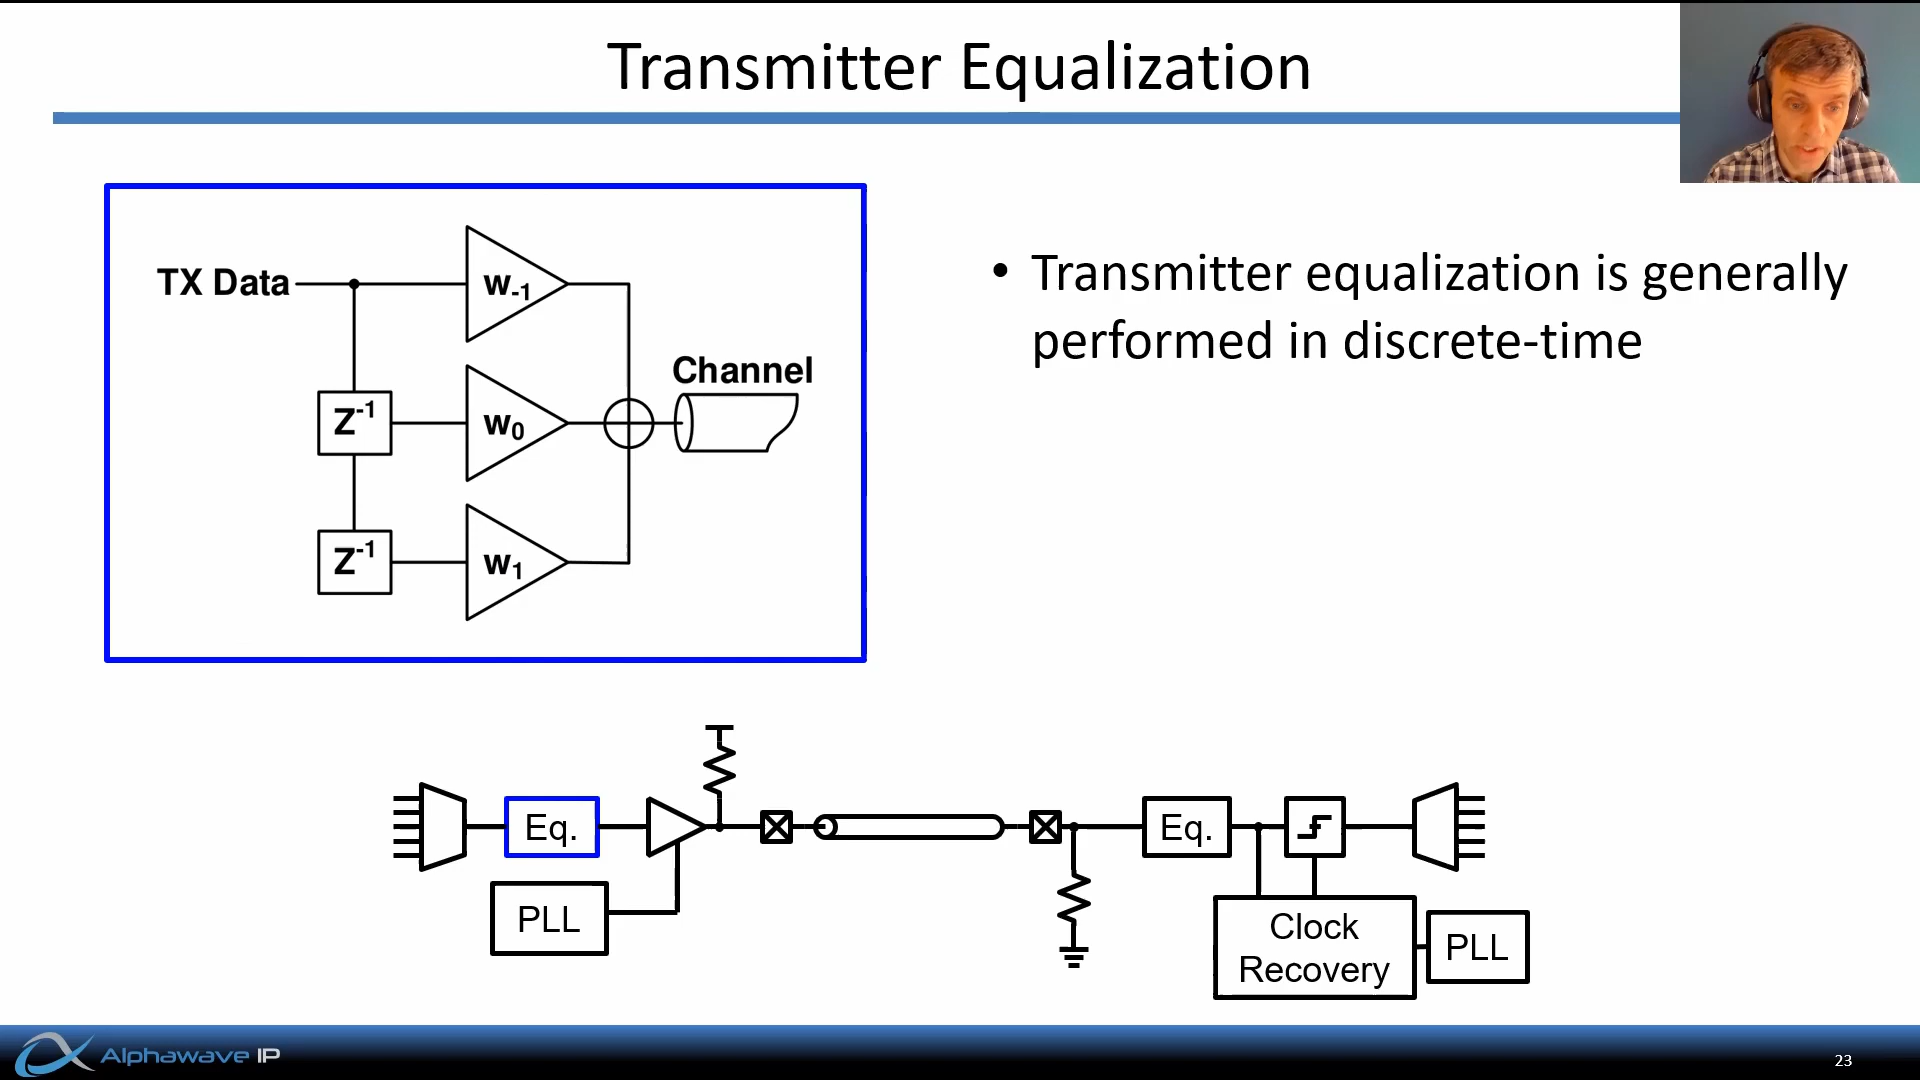 Transmitter Equalization
TX Data
w-1
Channel
Z-1
w0
Z-1
w1
• Transmitter equalization is generally
performed in discrete-time
Eq.
PLL
Eq.
Clock
Recovery
PLL
Alphawave IP
23